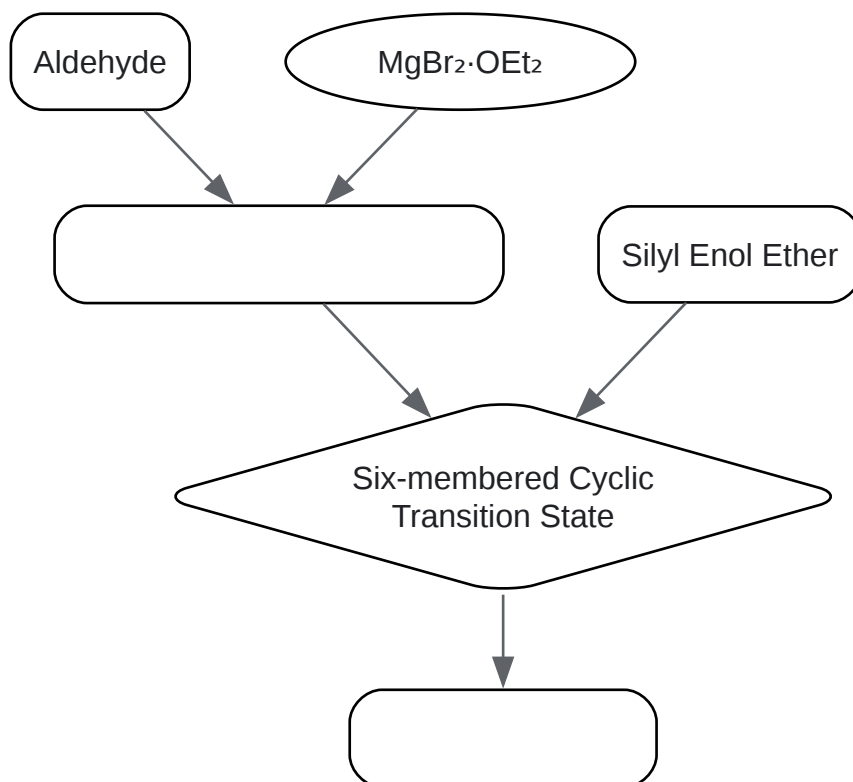 Aldehyde
MgBr₂·OEt₂
Silyl Enol Ether
Six-membered Cyclic
Transition State